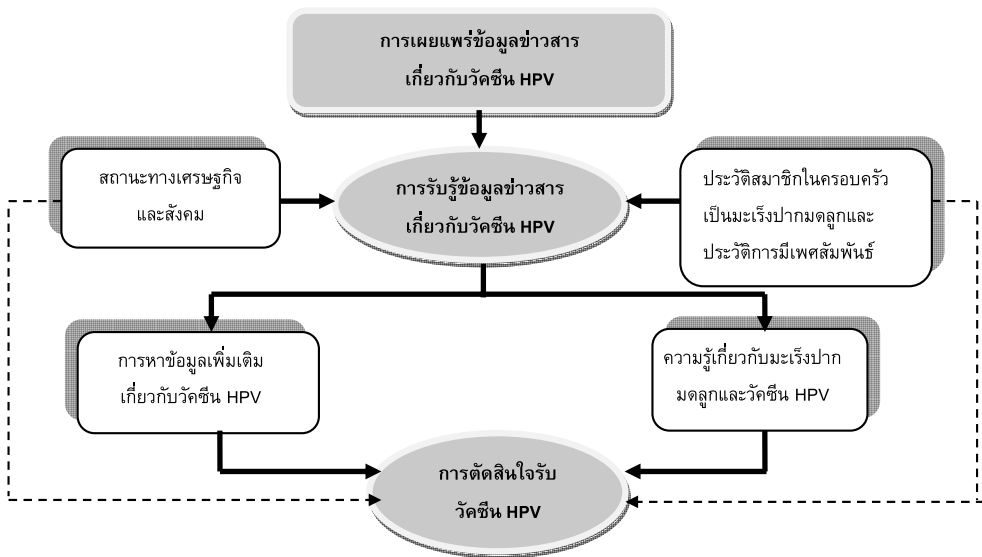 การเผยแพร่ข้อมูลข่าวสาร
เกี่ยวกับวัคซีน HPV
สถานะทางเศรษฐกิจ
และสังคม
การรับรู้ข้อมูลข่าวสาร
เกี่ยวกับวัคซีน HPV
ประวัติสมาชิกในครอบครัว
เป็นมะเร็งปากมดลูกและ
ประวัติการมีเพศสัมพันธ์
การหาข้อมูลเพิ่มเติม
เกี่ยวกับวัคซีน HPV
ความรู้เกี่ยวกับมะเร็งปาก
มดลูกและวัคซีน HPV
การตัดสินใจรับ
วัคซีน HPV